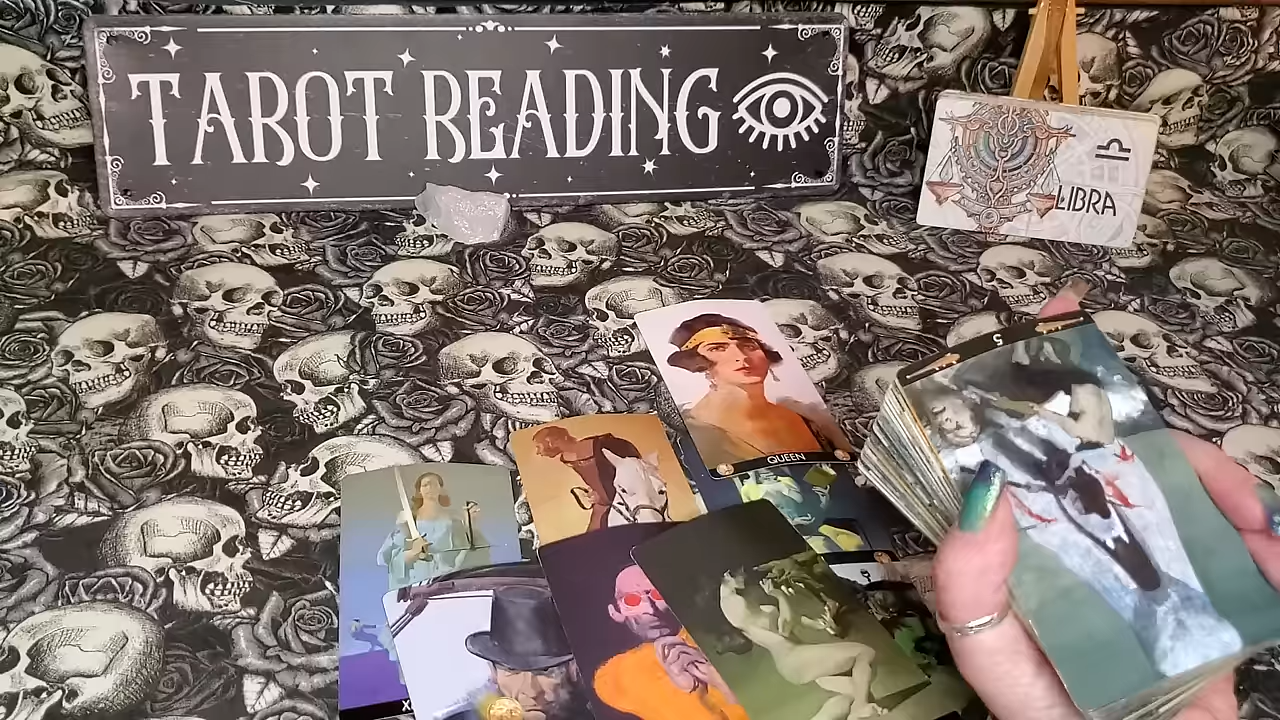 TAROT READING
♎
LIBRA
5
QUEEN
X